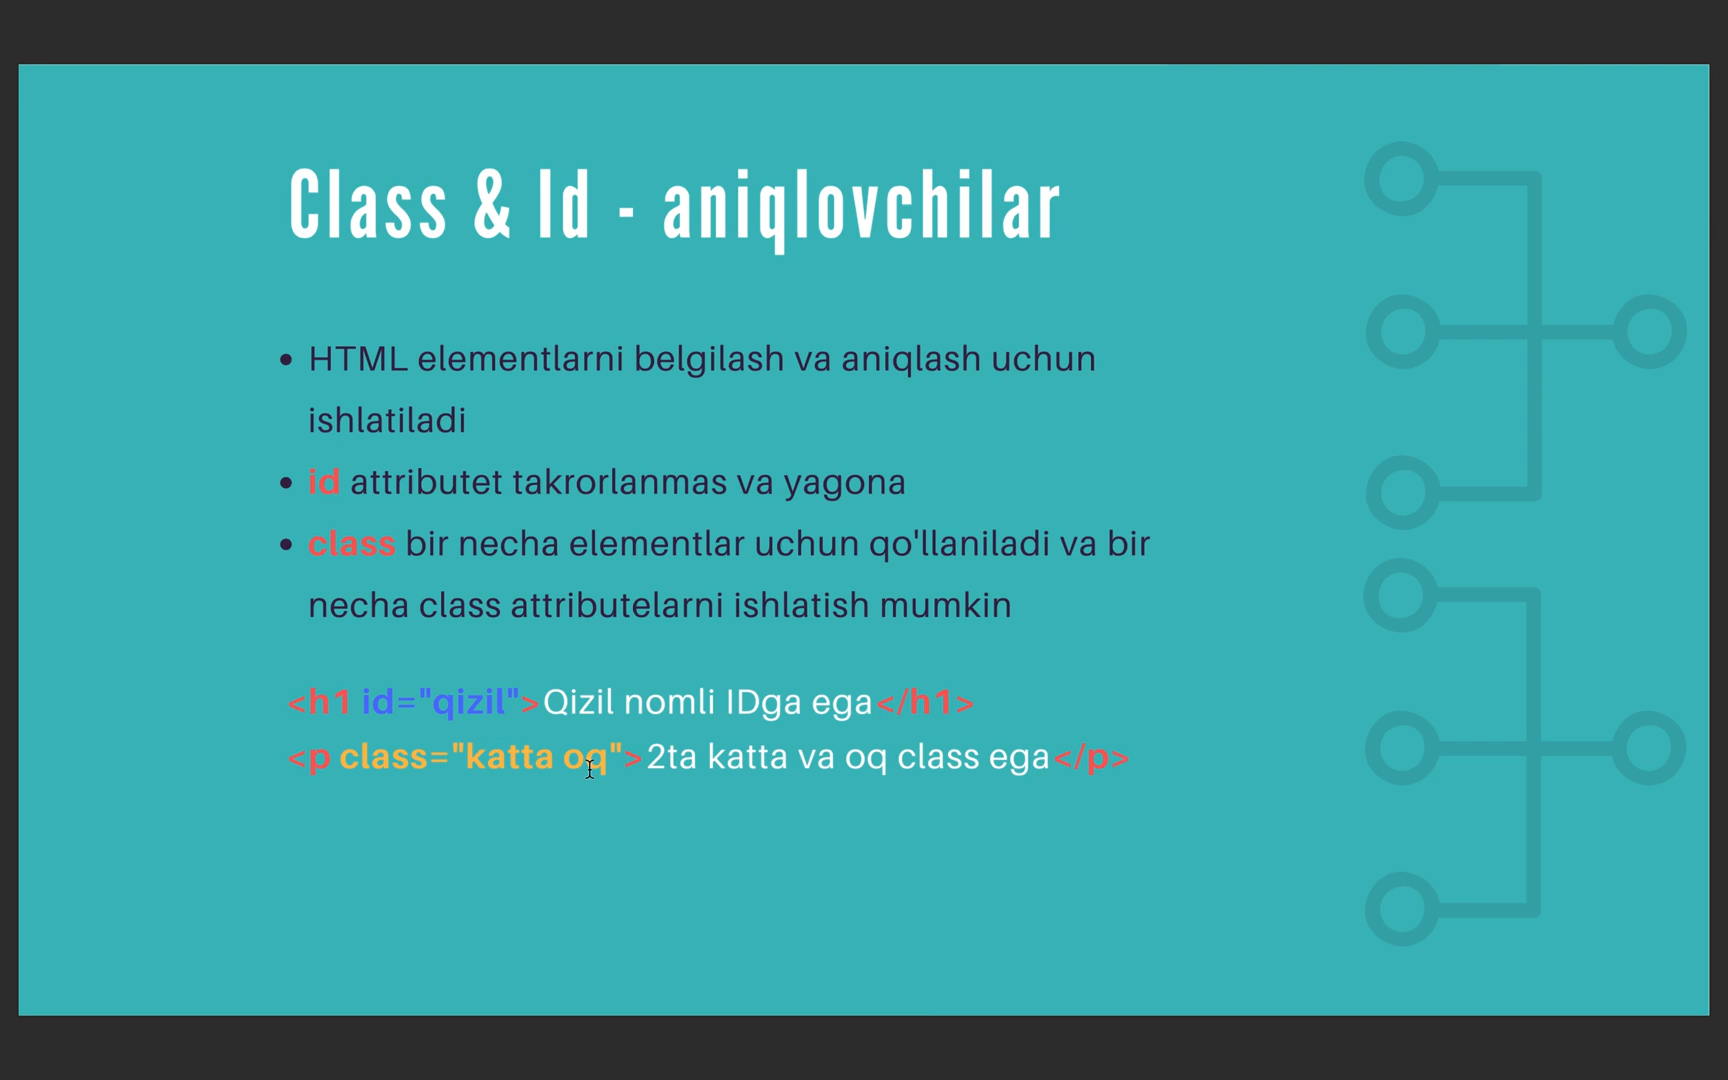 Class & Id - aniqlovchilar
• HTML elementlarni belgilash va aniqlash uchun
ishlatiladi
• id attributet takrorlanmas va yagona
• class bir necha elementlar uchun qo'llaniladi va bir
necha class attributelarni ishlatish mumkin
<h1 id="qizil">Qizil nomli IDga ega</h1>
<p class="katta oq">2ta katta va oq class ega</p>